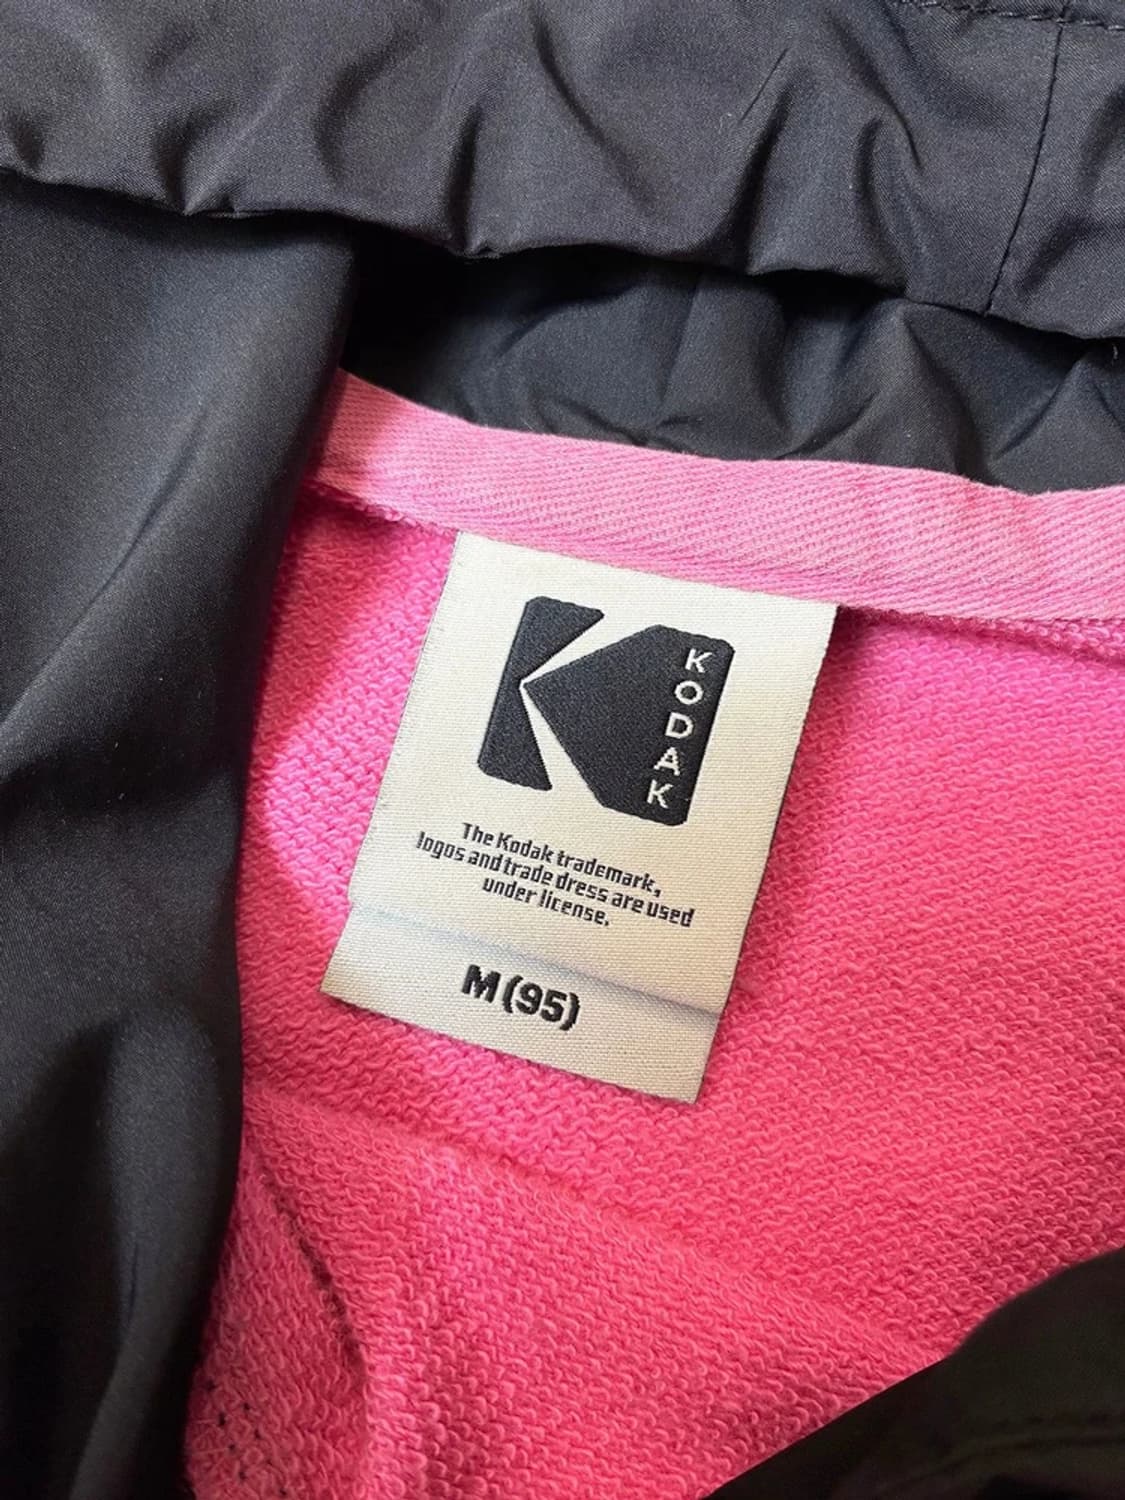 KODAK
The Kodak trademark,
logos and trade dress are used
under license.
M (95)